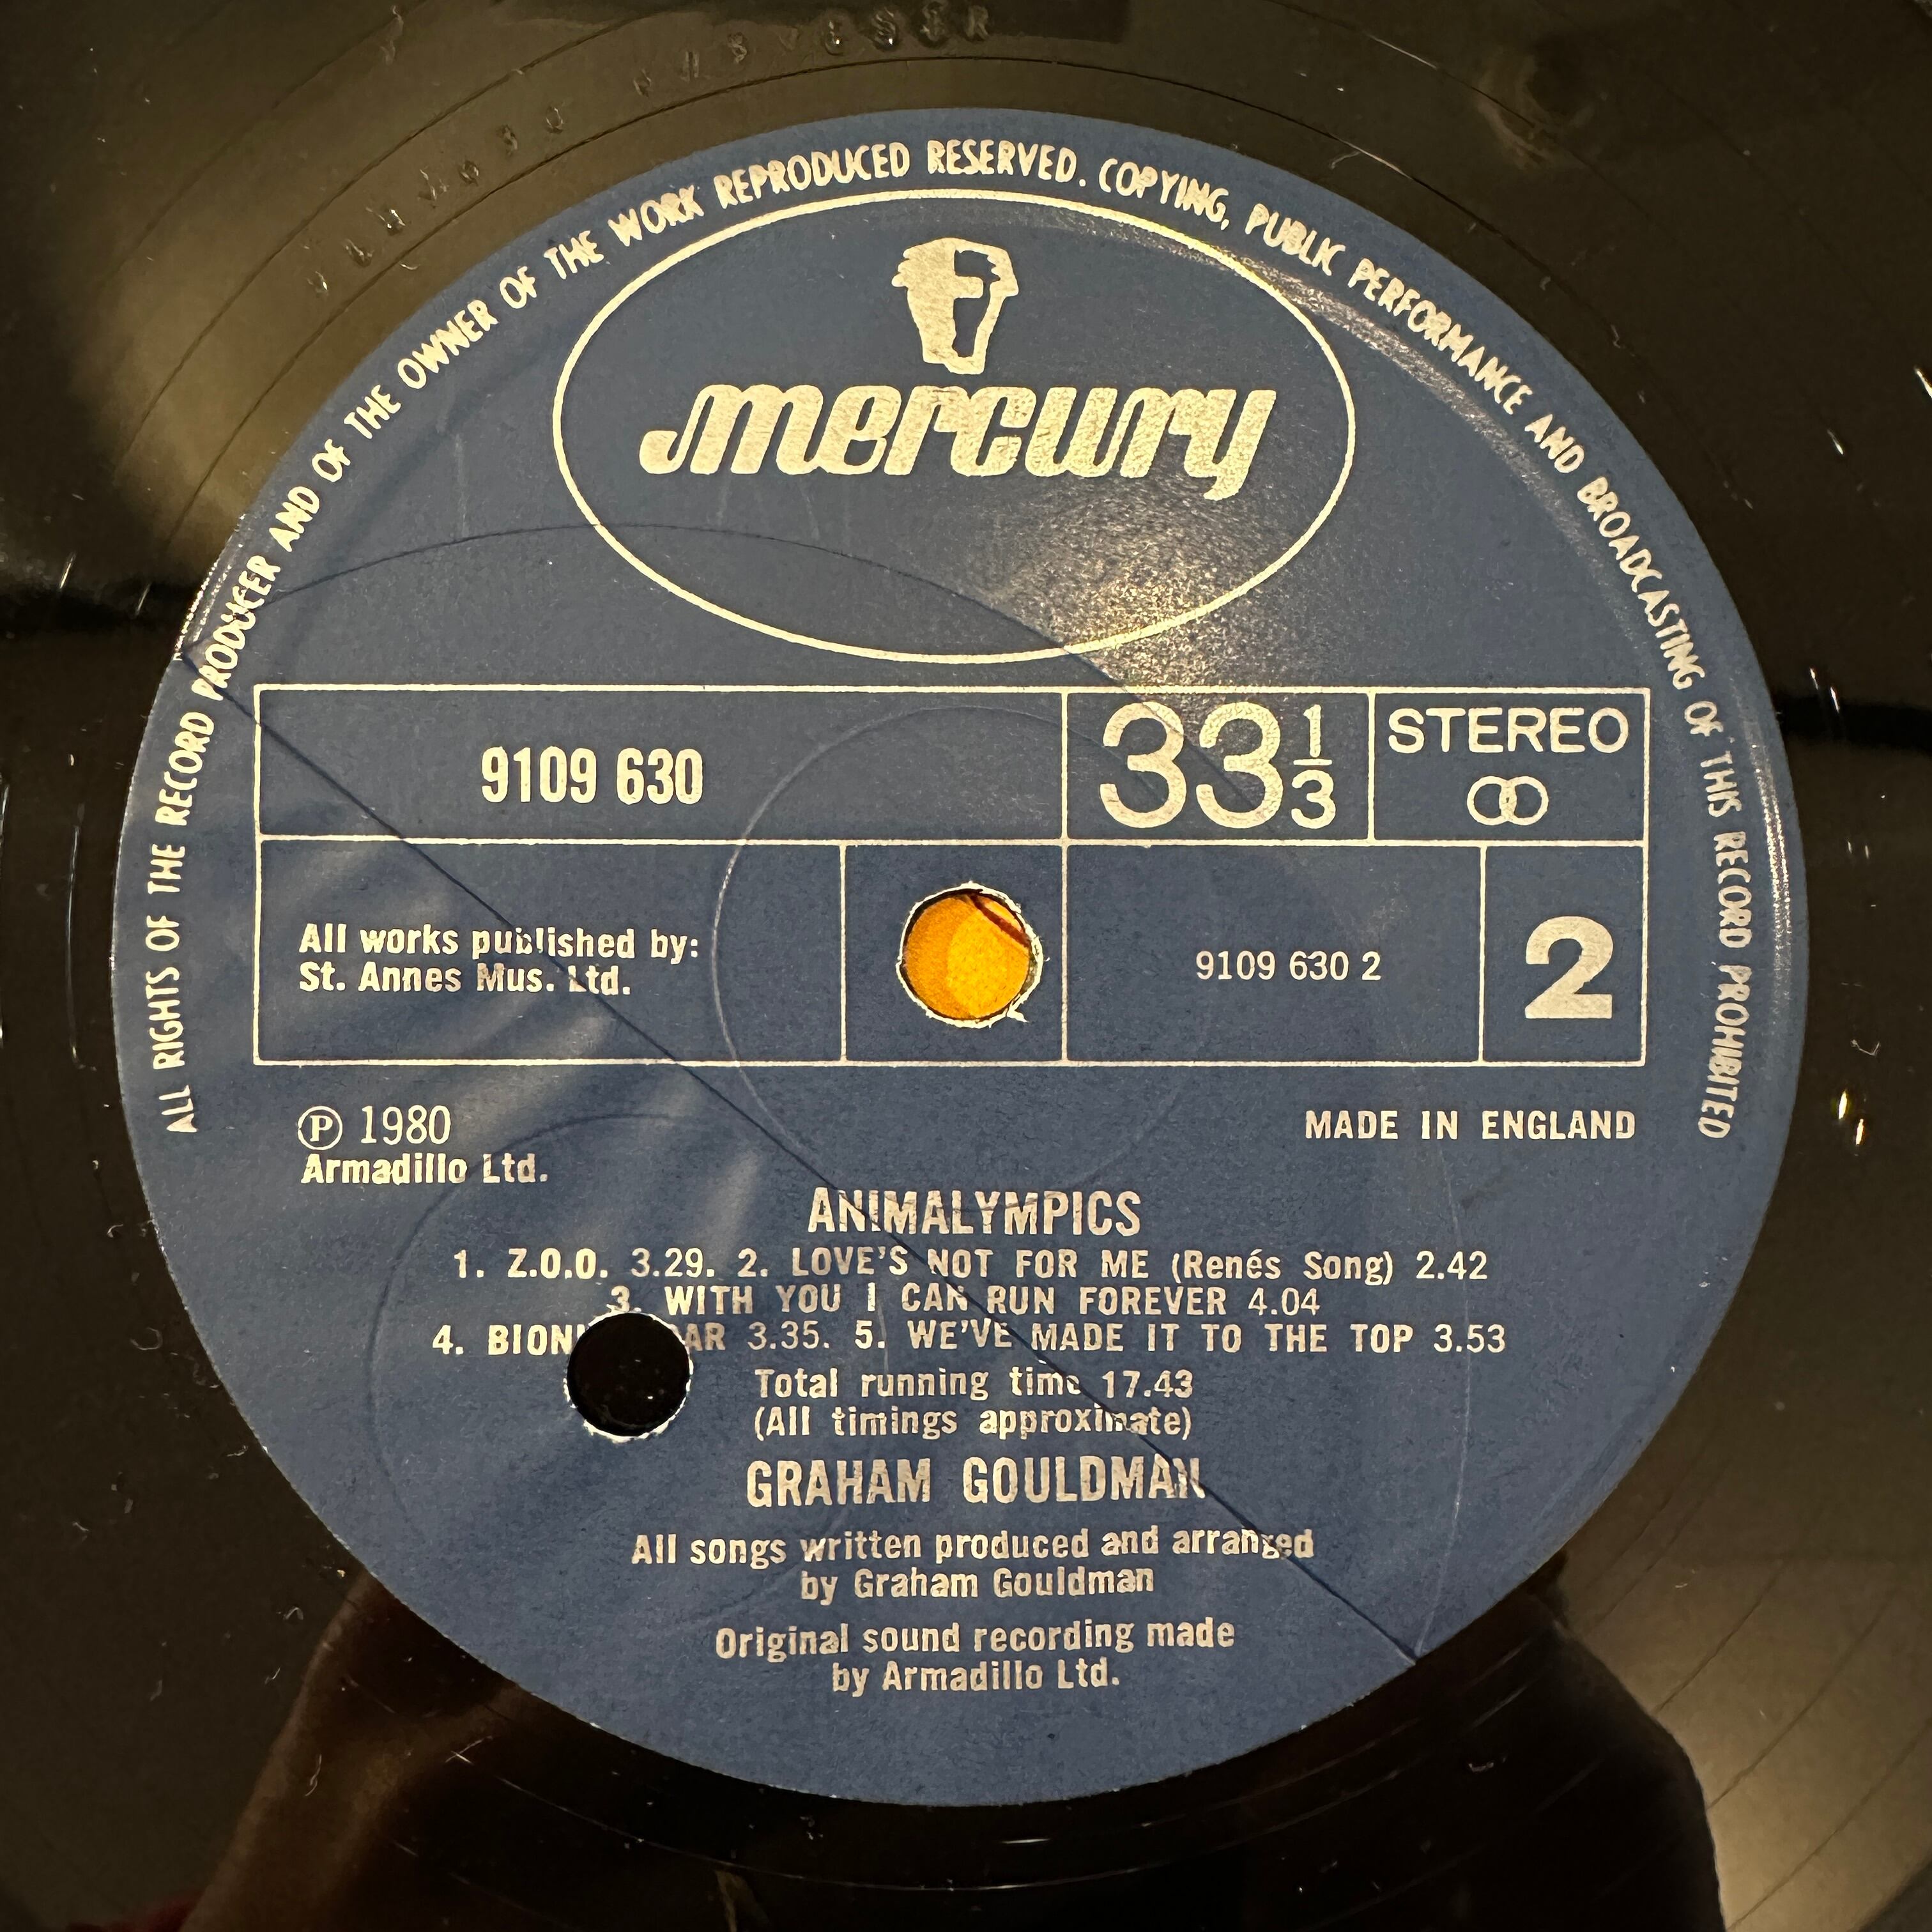 ALL RIGHTS OF THE RECORD PRODUCER AND OF THE OWNER OF THE WORK REPRODUCED RESERVED. COPYING, PUBLIC PERFORMANCE AND BROADCASTING OF THIS RECORD PROHIBITED
mercury
9109 630
33 1/3
STEREO
All works published by:
St. Annes Mus. Ltd.
9109 630 2
2
Ⓟ 1980
Armadillo Ltd.
MADE IN ENGLAND
ANIMALYMPICS
1. Z.O.O. 3.29. 2. LOVE'S NOT FOR ME (Renés Song) 2.42
3. WITH YOU I CAN RUN FOREVER 4.04
4. 3.35. 5. WE'VE MADE IT TO THE TOP 3.53
Total running time 17.43
(All timings approximate)
GRAHAM GOULDMAN
All songs written produced and arranged
by Graham Gouldman
Original sound recording made
by Armadillo Ltd.